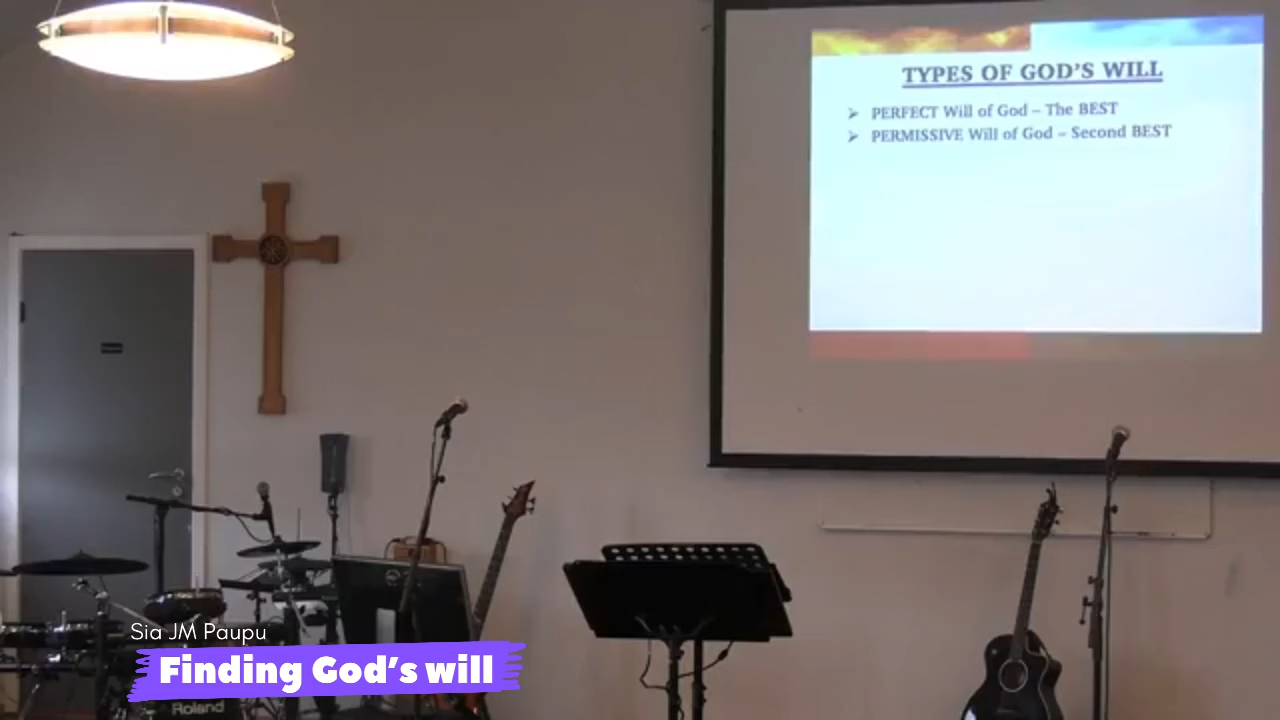 TYPES OF GOD'S WILL
➢ PERFECT Will of God – The BEST
➢ PERMISSIVE Will of God – Second BEST
Sia JM Paupu
Finding God's will
Roland